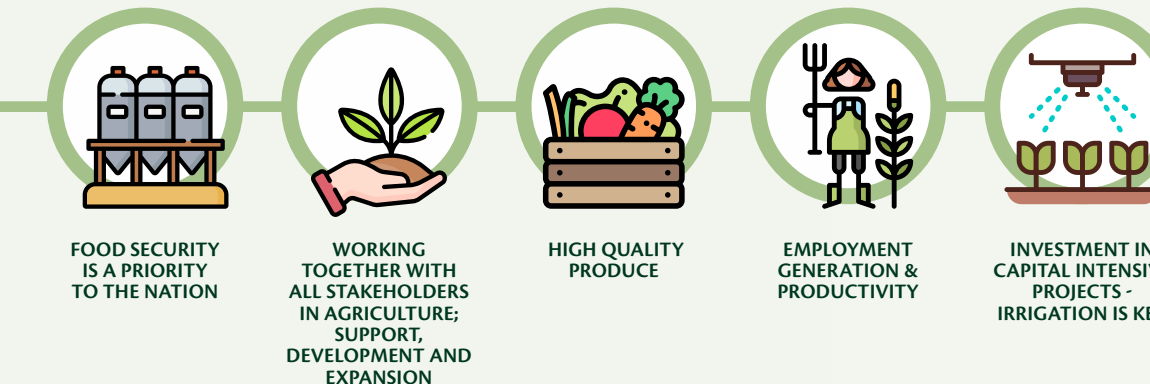 FOOD SECURITY
IS A PRIORITY
TO THE NATION
WORKING
TOGETHER WITH
ALL STAKEHOLDERS
IN AGRICULTURE;
SUPPORT,
DEVELOPMENT AND
EXPANSION
HIGH QUALITY
PRODUCE
EMPLOYMENT
GENERATION &
PRODUCTIVITY
INVESTMENT IN
CAPITAL
PROJECTS -
IRRIGATION IS